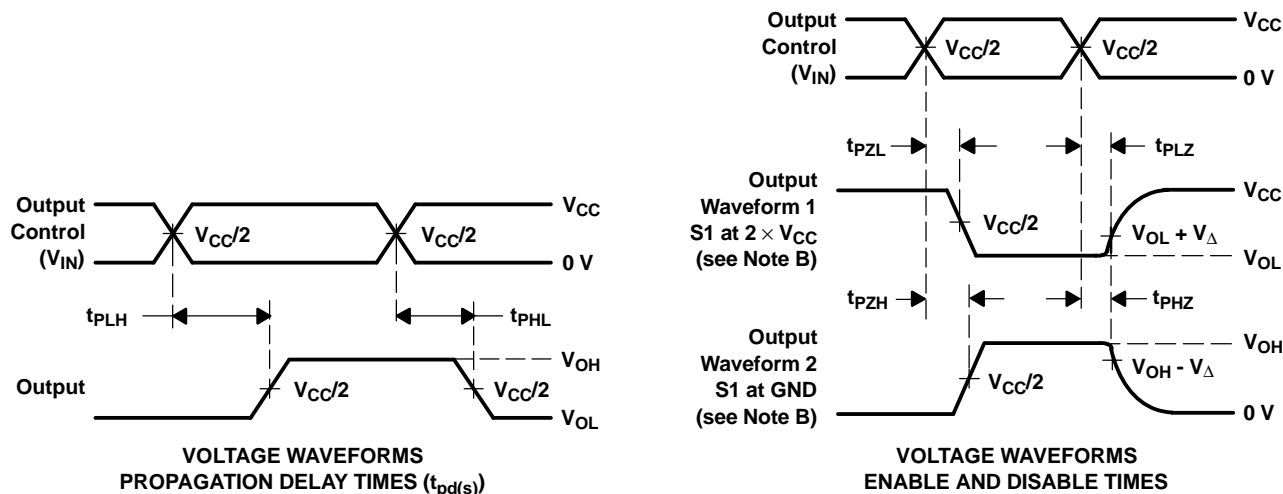 Output
Control
(VIN)
VCC/2
VCC/2
VCC
0 V
tPLH
tPHL
Output
VCC/2
VCC/2
VOH
VOL
VOLTAGE WAVEFORMS
PROPAGATION DELAY TIMES (tpd(s))
Output
Control
(VIN)
VCC/2
VCC/2
VCC
0 V
tPZL
tPLZ
Output
Waveform 1
S1 at 2 × VCC
(see Note B)
VCC/2
VCC
VOL + VΔ
VOL
tPZH
tPHZ
Output
Waveform 2
S1 at GND
(see Note B)
VCC/2
VOH
VOH - VΔ
0 V
VOLTAGE WAVEFORMS
ENABLE AND DISABLE TIMES